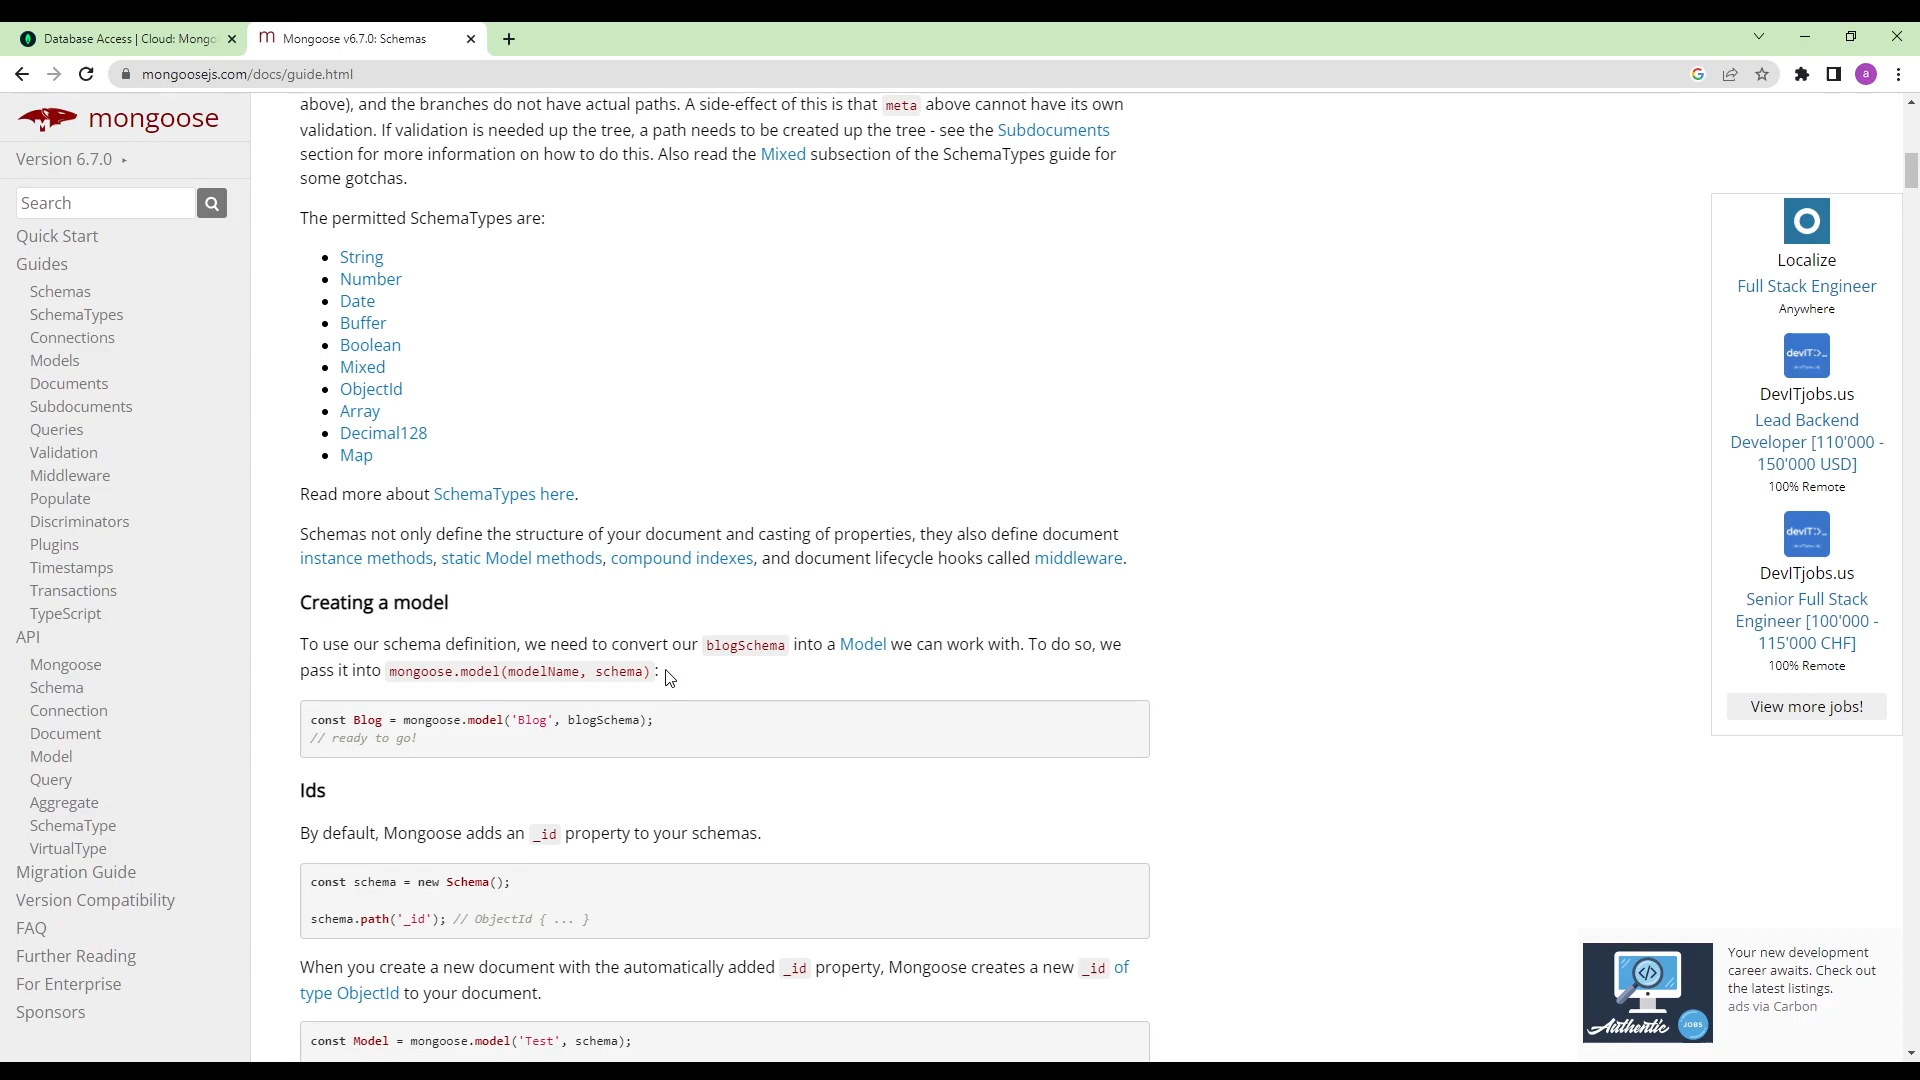 Database Access | Cloud: Mongo
Mongoose v6.7.0: Schemas
mongoosejs.com/docs/guide.html
a
mongoose
Version 6.7.0
Search
Quick Start
Guides
Schemas
SchemaTypes
Connections
Models
Documents
Subdocuments
Queries
Validation
Middleware
Populate
Discriminators
Plugins
Timestamps
Transactions
TypeScript
API
Mongoose
Schema
Connection
Document
Model
Query
Aggregate
SchemaType
VirtualType
Migration Guide
Version Compatibility
FAQ
Further Reading
For Enterprise
Sponsors
above), and the branches do not have actual paths. A side-effect of this is that meta above cannot have its own
validation. If validation is needed up the tree, a path needs to be created up the tree - see the Subdocuments
section for more information on how to do this. Also read the Mixed subsection of the SchemaTypes guide for
some gotchas.
The permitted SchemaTypes are:
String
Number
Date
Buffer
Boolean
Mixed
ObjectId
Array
Decimal128
Map
Read more about SchemaTypes here.
Schemas not only define the structure of your document and casting of properties, they also define document
instance methods, static Model methods, compound indexes, and document lifecycle hooks called middleware.
Creating a model
To use our schema definition, we need to convert our blogSchema into a Model we can work with. To do so, we
pass it into mongoose.model(modelName, schema):
const Blog = mongoose.model('Blog', blogSchema);
// ready to go!
Ids
By default, Mongoose adds an _id property to your schemas.
const schema = new Schema();
schema.path('_id'); // ObjectId { ... }
When you create a new document with the automatically added _id property, Mongoose creates a new _id of
type ObjectId to your document.
const Model = mongoose.model('Test', schema);
Localize
Full Stack Engineer
Anywhere
devIT:>_
DevITjobs.us
Lead Backend
Developer [110'000 -
150'000 USD]
100% Remote
devIT:>_
DevITjobs.us
Senior Full Stack
Engineer [100'000 -
115'000 CHF]
100% Remote
View more jobs!
Authentic JOBS
Your new development
career awaits. Check out
the latest listings.
ads via Carbon